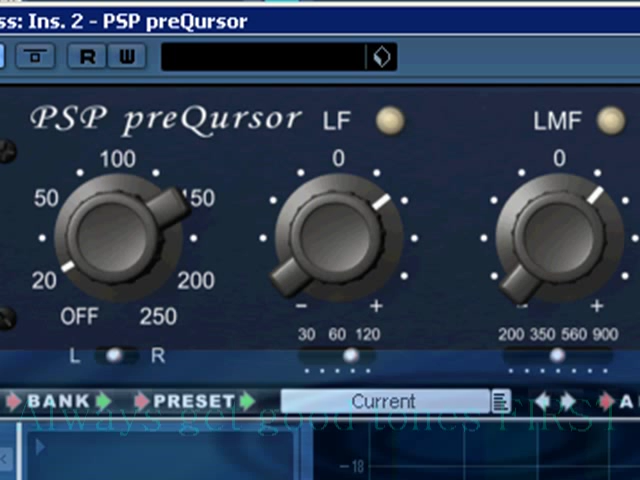 ss: Ins. 2 - PSP preQursor
R W
PSP preQursor LF LMF
100 0 0
50 150
20 200
OFF 250 - + - +
30 60 120 200 350 560 900
L R
BANK PRESET Current A
Always get good tones FIRST
-18